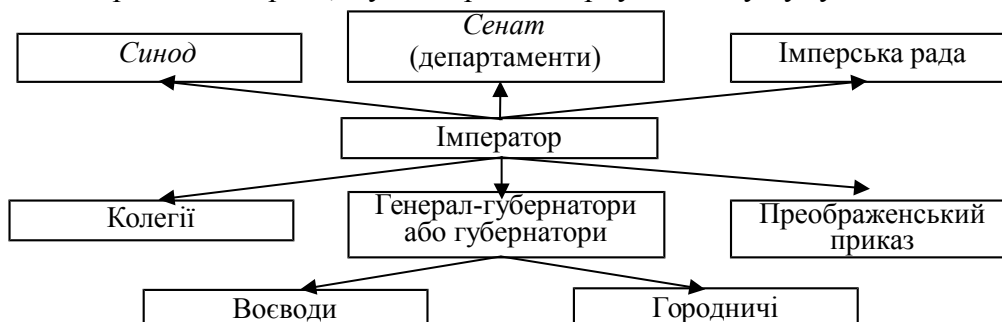 Сенат
Синод
(департаменти)
Імперська рада
Імператор
Колегії
Генерал-губернатори
або губернатори
Преображенський
приказ
Воєводи
Городничі